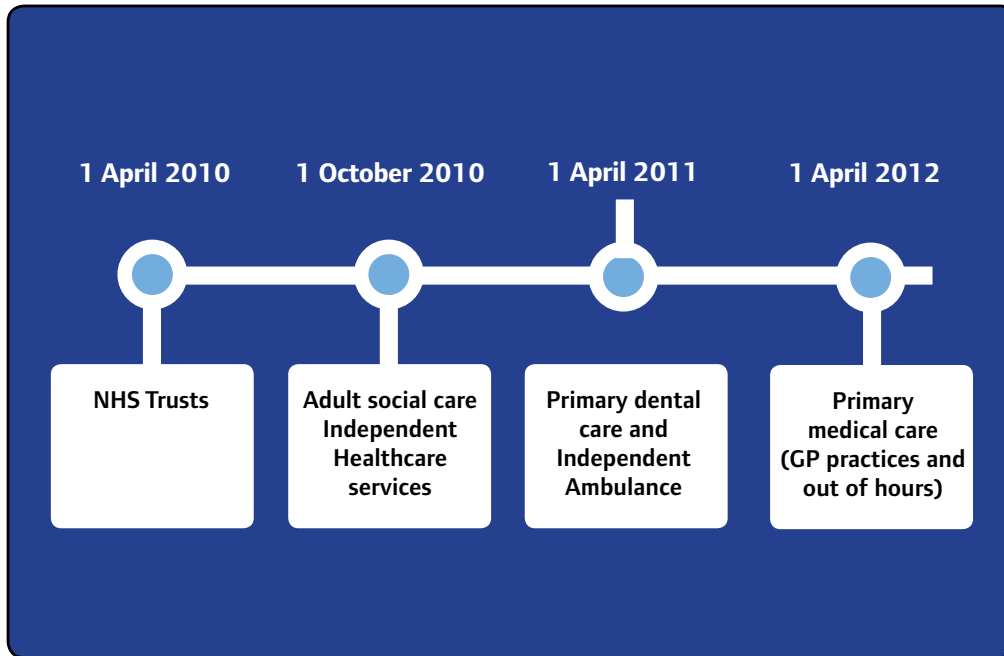 1 April 2010
1 October 2010
1 April 2011
1 April 2012
NHS Trusts
Adult social care
Independent
Healthcare
services
Primary dental
care and
Independent
Ambulance
Primary
medical care
(GP practices and
out of hours)